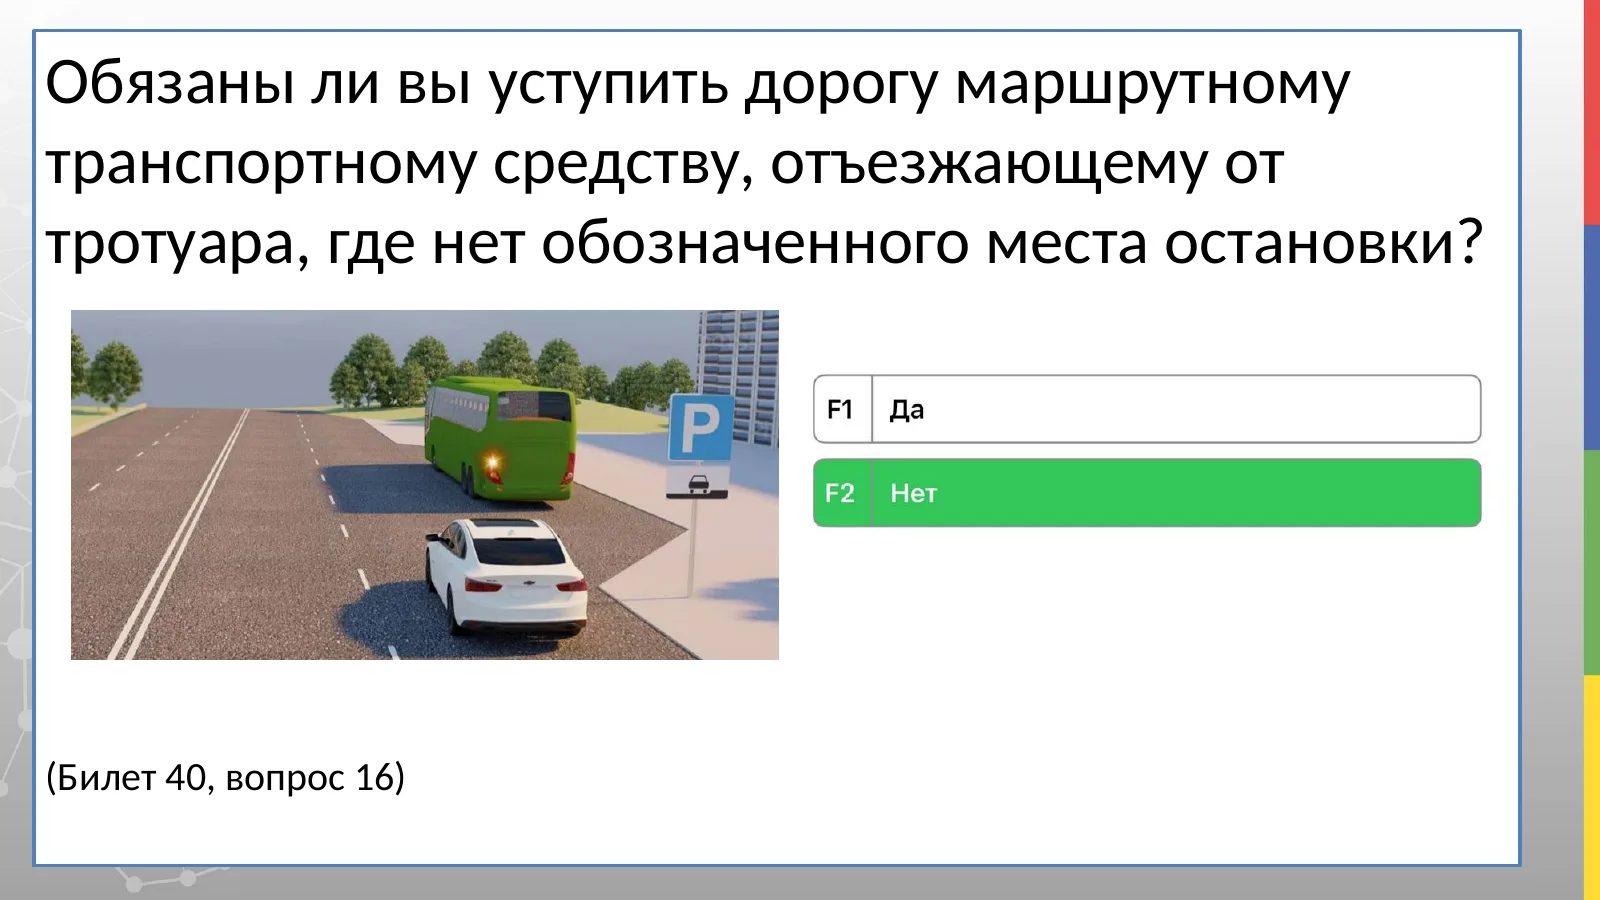 Обязаны ли вы уступить дорогу маршрутному
транспортному средству, отъезжающему от
тротуара, где нет обозначенного места остановки?
P
F1 Да
F2 Нет
(Билет 40, вопрос 16)